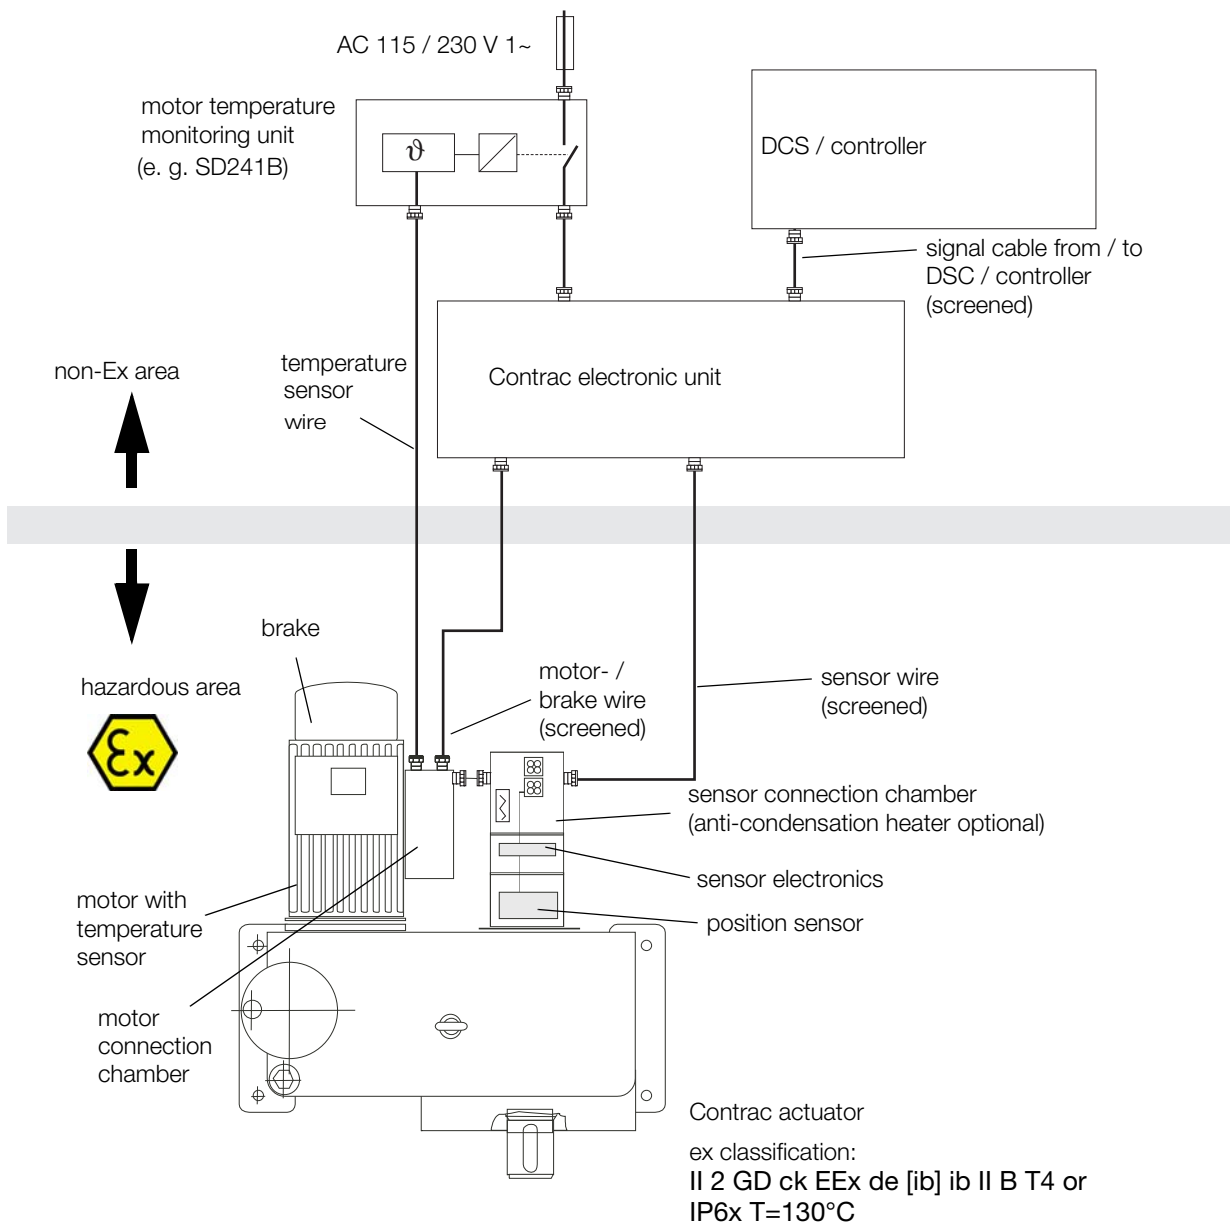 AC 115 / 230 V 1~
motor temperature
monitoring unit
(e. g. SD241B)
ϑ
DCS / controller
signal cable from / to
DSC / controller
(screened)
temperature
sensor
wire
non-Ex area
Contrac electronic unit
brake
hazardous area
Ex
motor- /
brake wire
(screened)
sensor wire
(screened)
sensor connection chamber
(anti-condensation heater optional)
sensor electronics
position sensor
motor with
temperature
sensor
motor
connection
chamber
Contrac actuator
ex classification:
II 2 GD ck EEx de [ib] ib II B T4 or
IP6x T=130°C